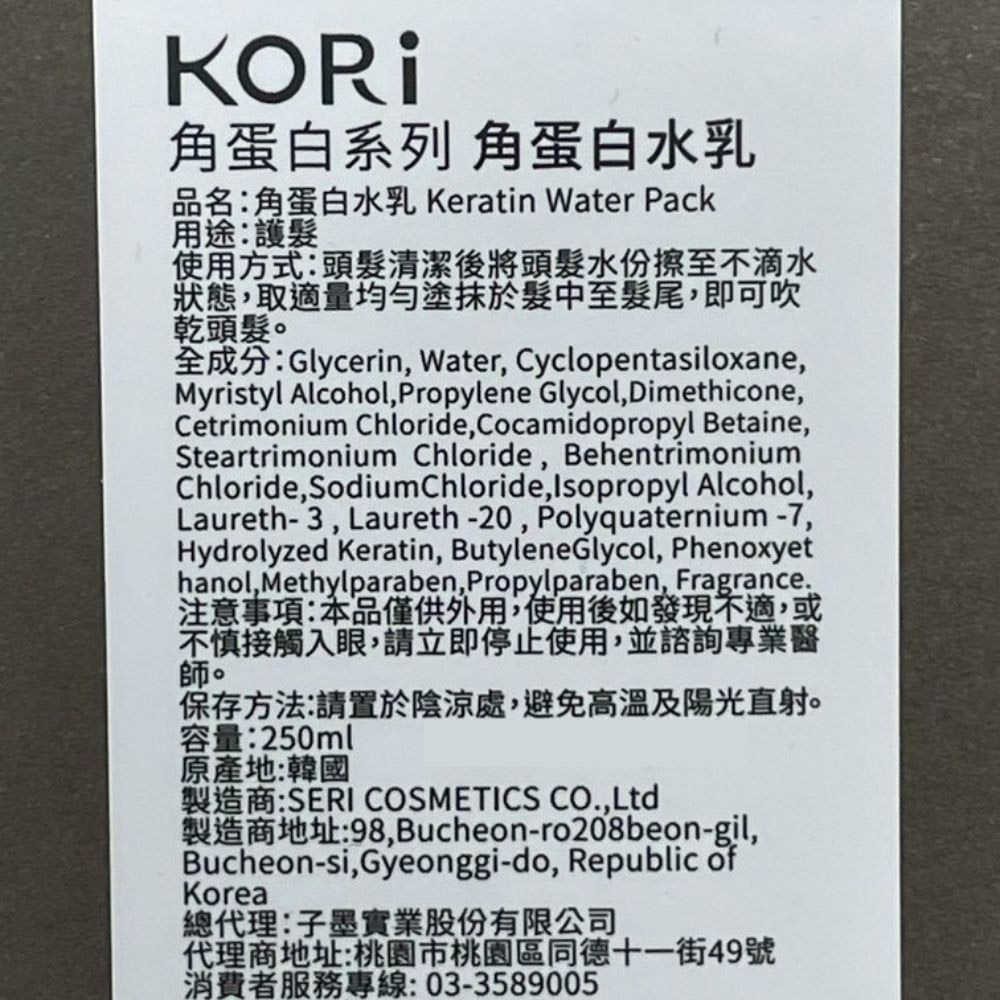 KORi
角蛋白系列 角蛋白水乳
品名:角蛋白水乳 Keratin Water Pack
用途:護髮
使用方式:頭髮清潔後將頭髮水份擦至不滴水
狀態,取適量均勻塗抹於髮中至髮尾,即可吹
乾頭髮。
全成分:Glycerin, Water, Cyclopentasiloxane,
Myristyl Alcohol,Propylene Glycol,Dimethicone,
Cetrimonium Chloride,Cocamidopropyl Betaine,
Steartrimonium Chloride , Behentrimonium
Chloride,SodiumChloride,Isopropyl Alcohol,
Laureth- 3 , Laureth -20 , Polyquaternium -7,
Hydrolyzed Keratin, ButyleneGlycol, Phenoxyet
hanol,Methylparaben,Propylparaben, Fragrance.
注意事項:本品僅供外用,使用後如發現不適,或
不慎接觸入眼,請立即停止使用,並諮詢專業醫
師。
保存方法:請置於陰涼處,避免高溫及陽光直射。
容量:250ml
原產地:韓國
製造商:SERI COSMETICS CO.,Ltd
製造商地址:98,Bucheon-ro208beon-gil,
Bucheon-si,Gyeonggi-do, Republic of
Korea
總代理:子墨實業股份有限公司
代理商地址:桃園市桃園區同德十一街49號
消費者服務專線: 03-3589005